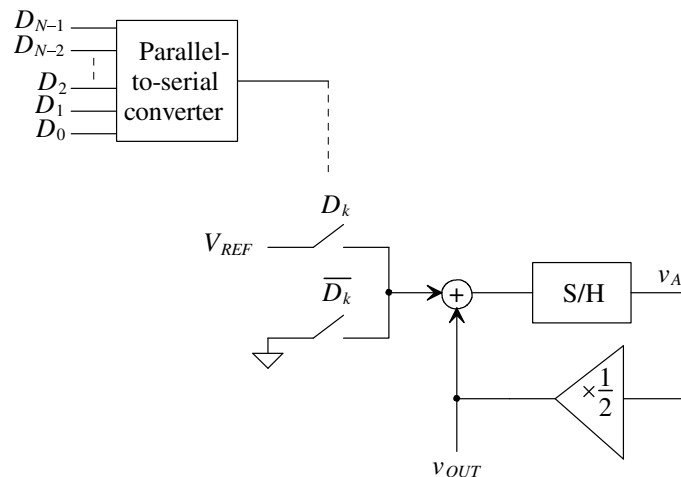 D_{N-1}
D_{N-2}
D_2
D_1
D_0
Parallel-
to-serial
converter
D_k
V_{REF}
\overline{D_k}
+
S/H
v_A
×\frac{1}{2}
v_{OUT}